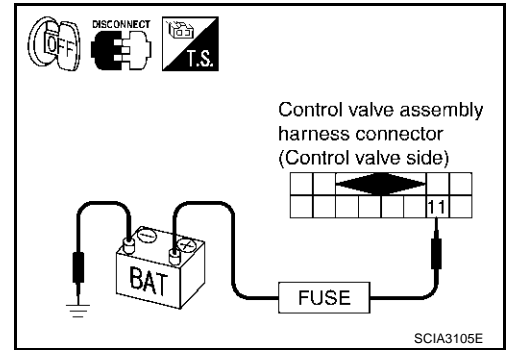 OFF
DISCONNECT
T.S.
Control valve assembly
harness connector
(Control valve side)
11
BAT
FUSE
SCIA3105E